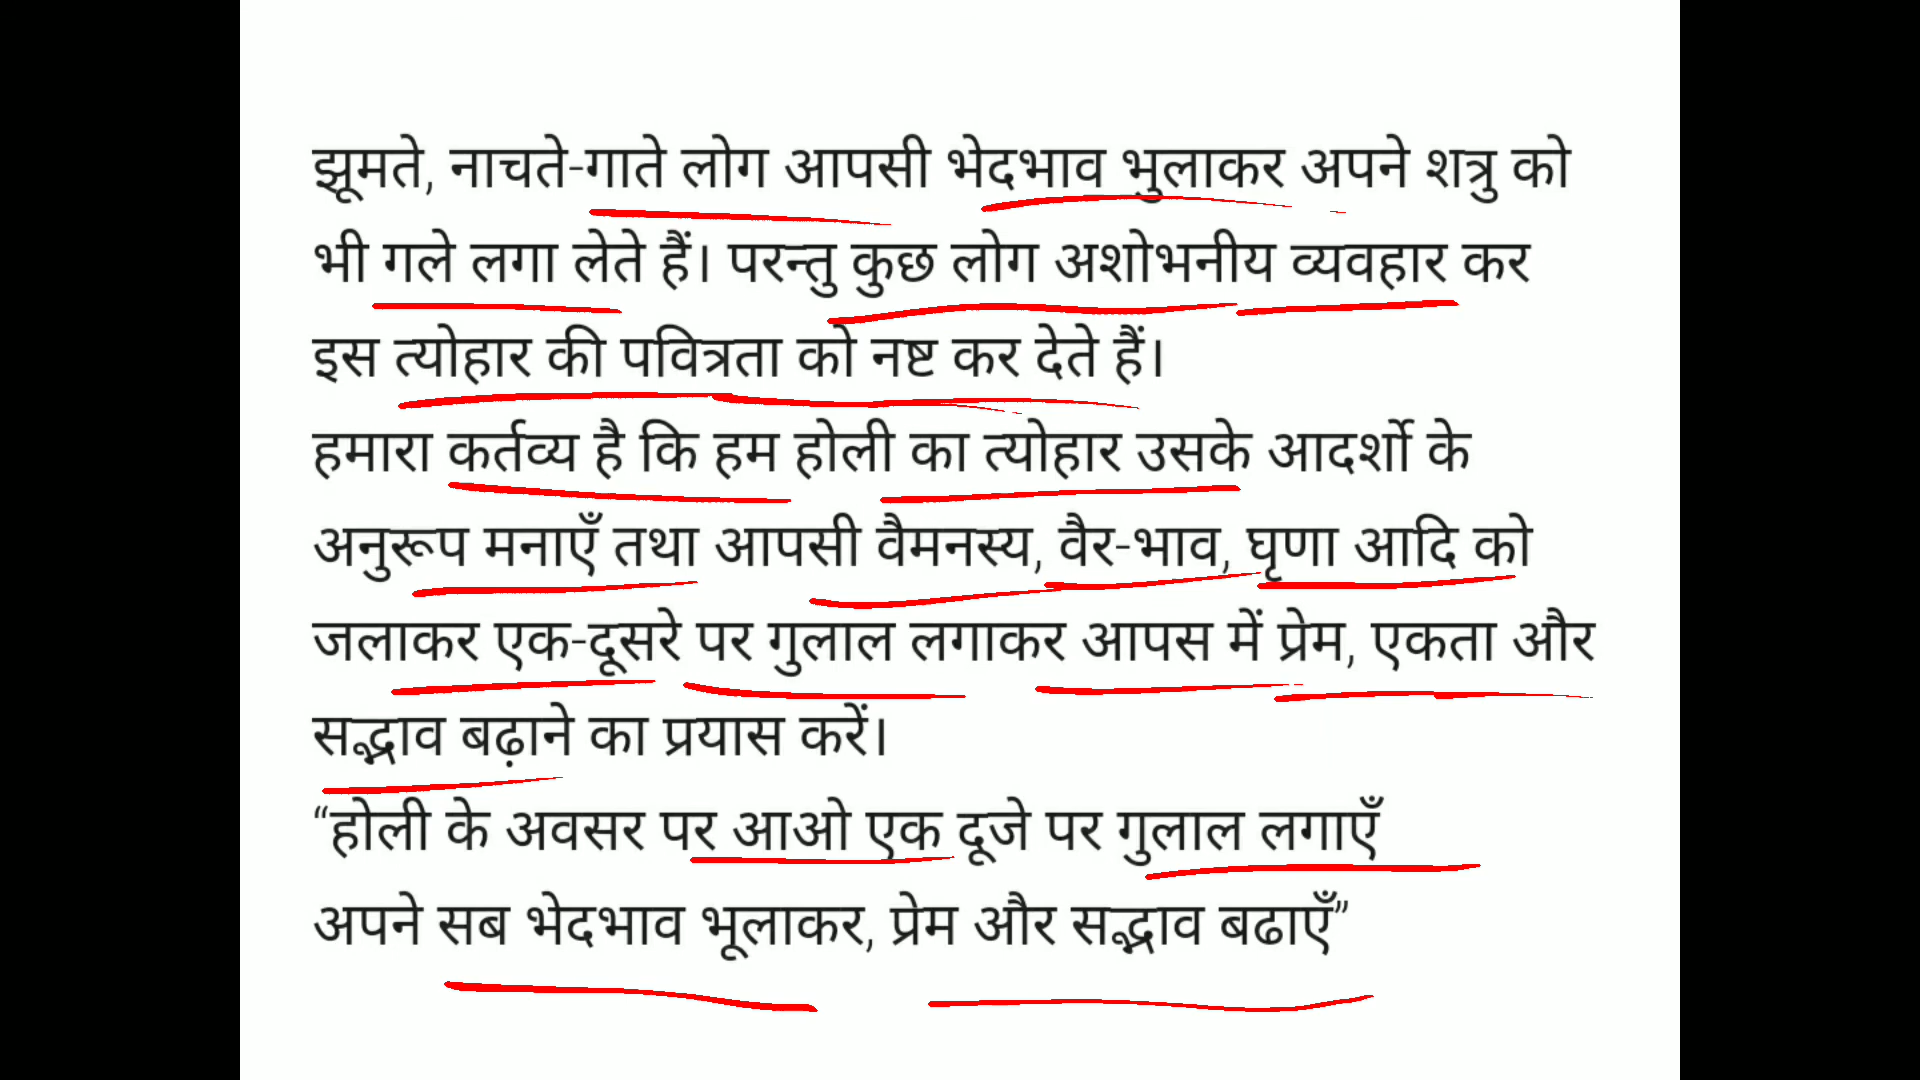 झूमते, नाचते-गाते लोग आपसी भेदभाव भुलाकर अपने शत्रु को
भी गले लगा लेते हैं। परन्तु कुछ लोग अशोभनीय व्यवहार कर
इस त्योहार की पवित्रता को नष्ट कर देते हैं।
हमारा कर्तव्य है कि हम होली का त्योहार उसके आदर्शो के
अनुरूप मनाएँ तथा आपसी वैमनस्य, वैर-भाव, घृणा आदि को
जलाकर एक-दूसरे पर गुलाल लगाकर आपस में प्रेम, एकता और
सद्भाव बढ़ाने का प्रयास करें।
“होली के अवसर पर आओ एक दूजे पर गुलाल लगाएँ
अपने सब भेदभाव भूलाकर, प्रेम और सद्भाव बढाएँ”